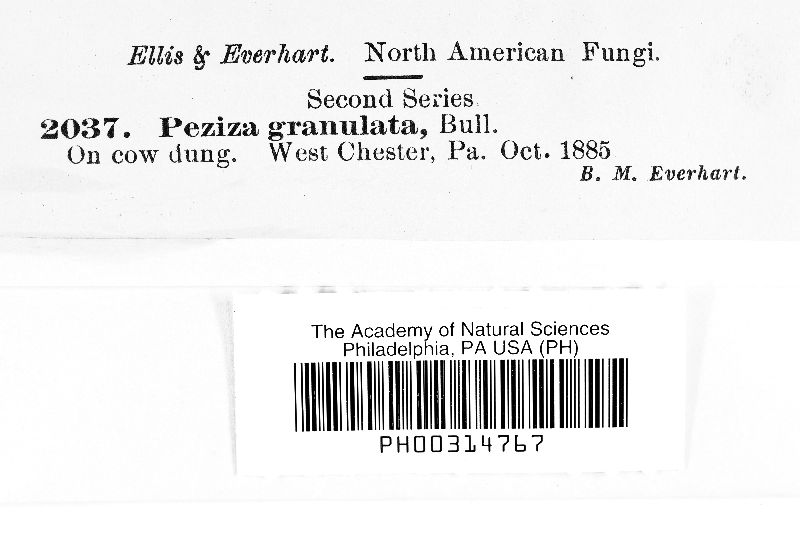 Ellis & Everhart. North American Fungi.
Second Series.
2037. Peziza granulata, Bull.
On cow dung. West Chester, Pa. Oct. 1885
B. M. Everhart.
The Academy of Natural Sciences
Philadelphia, PA USA (PH)
PH00314767